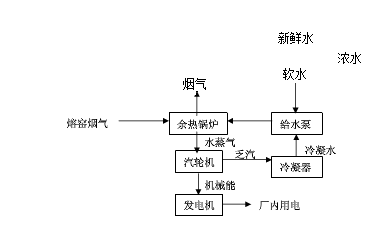 新鲜水
浓水
烟气
软水
熔窑烟气
余热锅炉
给水泵
水蒸气
冷凝水
汽轮机
乏汽
冷凝器
机械能
发电机
厂内用电